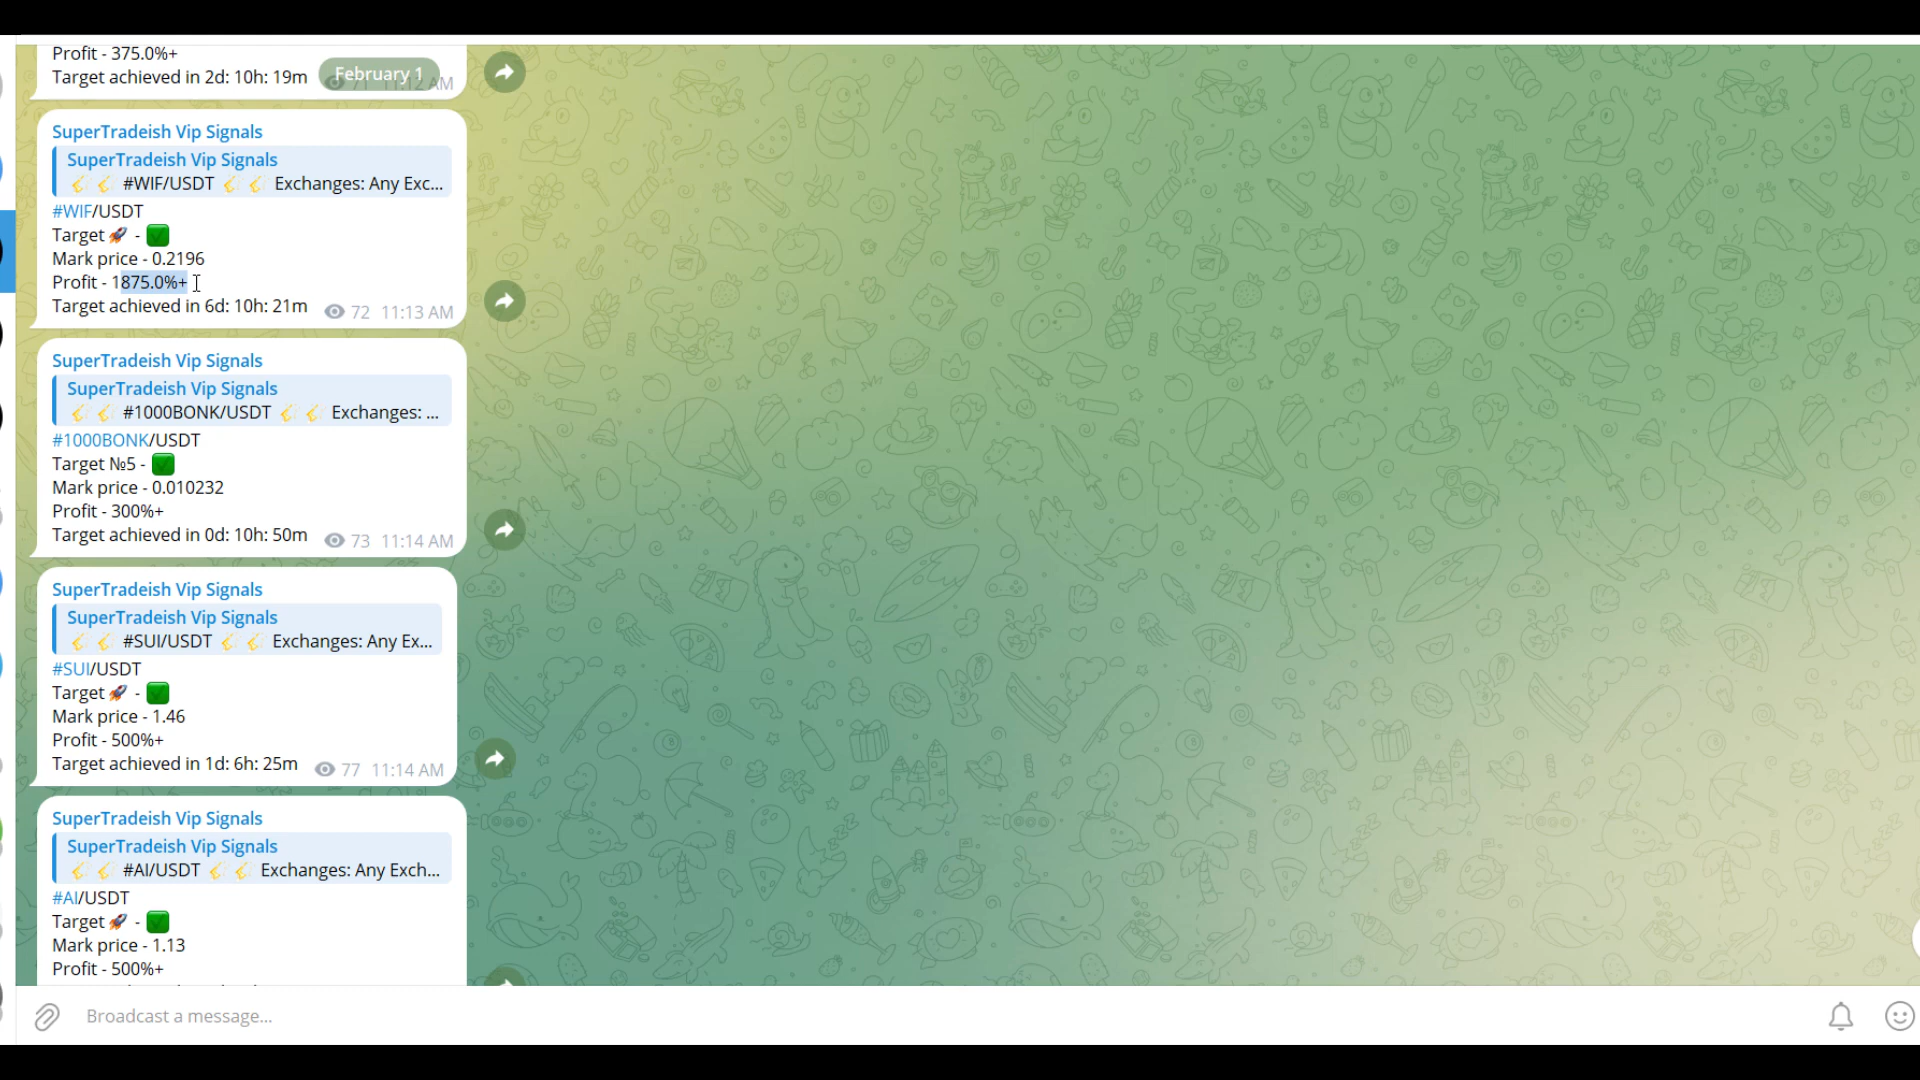 Profit - 375.0%+
Target achieved in 2d: 10h: 19m
11:12 AM
February 1
SuperTradeish Vip Signals
SuperTradeish Vip Signals
#WIF/USDT Exchanges: Any Exc...
#WIF/USDT
Target 🚀 - ✅
Mark price - 0.2196
Profit - 1875.0%+
Target achieved in 6d: 10h: 21m
72 11:13 AM
SuperTradeish Vip Signals
SuperTradeish Vip Signals
#1000BONK/USDT Exchanges: ...
#1000BONK/USDT
Target №5 - ✅
Mark price - 0.010232
Profit - 300%+
Target achieved in 0d: 10h: 50m
73 11:14 AM
SuperTradeish Vip Signals
SuperTradeish Vip Signals
#SUI/USDT Exchanges: Any Ex...
#SUI/USDT
Target 🚀 - ✅
Mark price - 1.46
Profit - 500%+
Target achieved in 1d: 6h: 25m
77 11:14 AM
SuperTradeish Vip Signals
SuperTradeish Vip Signals
#AI/USDT Exchanges: Any Exch...
#AI/USDT
Target 🚀 - ✅
Mark price - 1.13
Profit - 500%+
Broadcast a message...